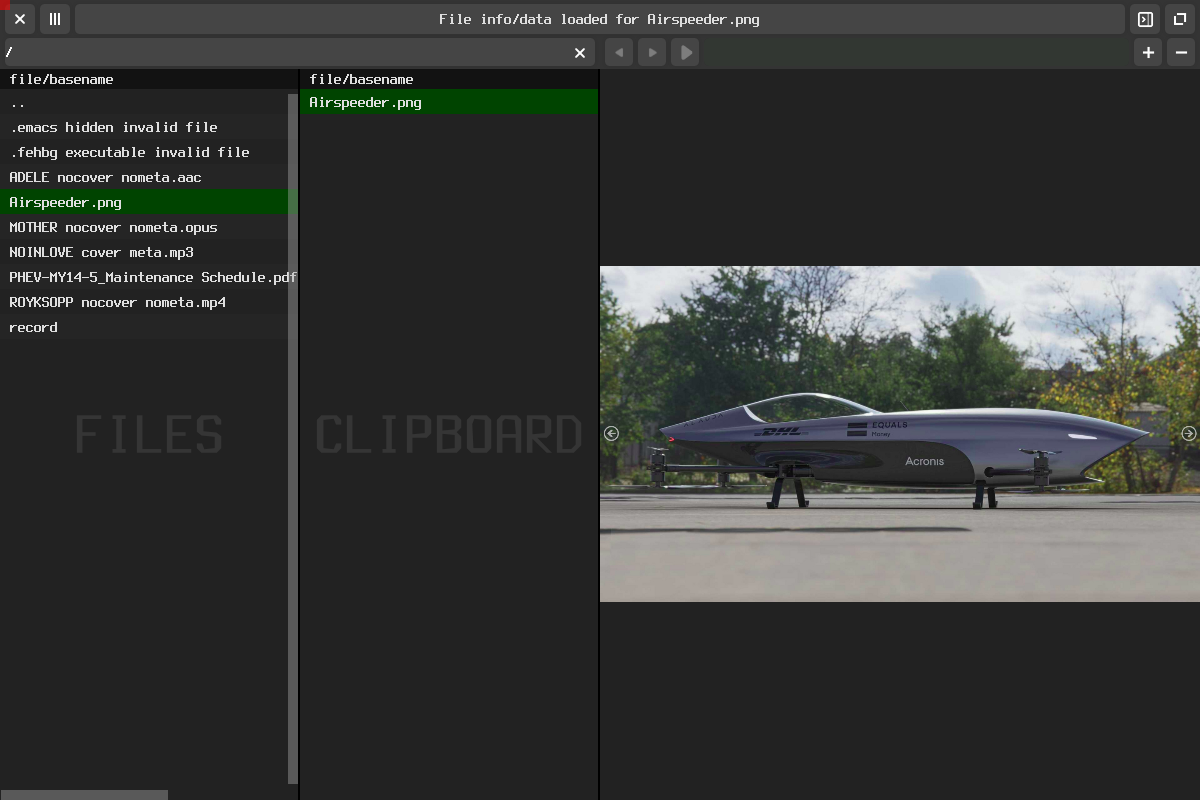 File info/data loaded for Airspeeder.png
/
file/basename
..
.emacs hidden invalid file
.fehbg executable invalid file
ADELE nocover nometa.aac
Airspeeder.png
MOTHER nocover nometa.opus
NOINLOVE cover meta.mp3
PHEV-MY14-5_Maintenance Schedule.pdf
ROYKSOPP nocover nometa.mp4
record
FILES
file/basename
Airspeeder.png
CLIPBOARD
DHL
EQUALS
Money
Acronis